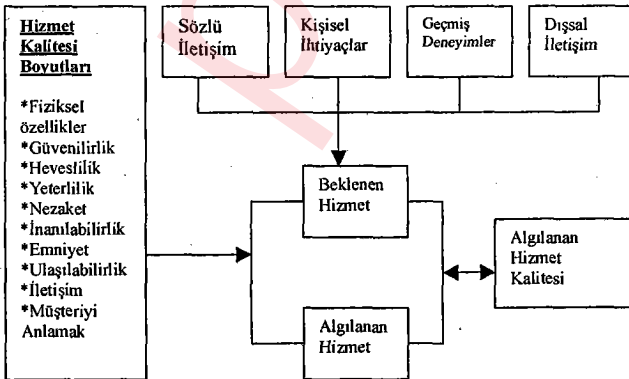 Hizmet
Kalitesi
Boyutları
*Fiziksel
özellikler
*Güvenilirlik
*Heveslilik
*Yeterlilik
*Nezaket
*İnanılabilirlik
*Emniyet
*Ulaşılabilirlik
*İletişim
*Müşteriyi
Anlamak
Sözlü
İletişim
Kişisel
İhtiyaçlar
Geçmiş
Deneyimler
Dışsal
İletişim
Beklenen
Hizmet
Algılanan
Hizmet
Algılanan
Hizmet
Kalitesi